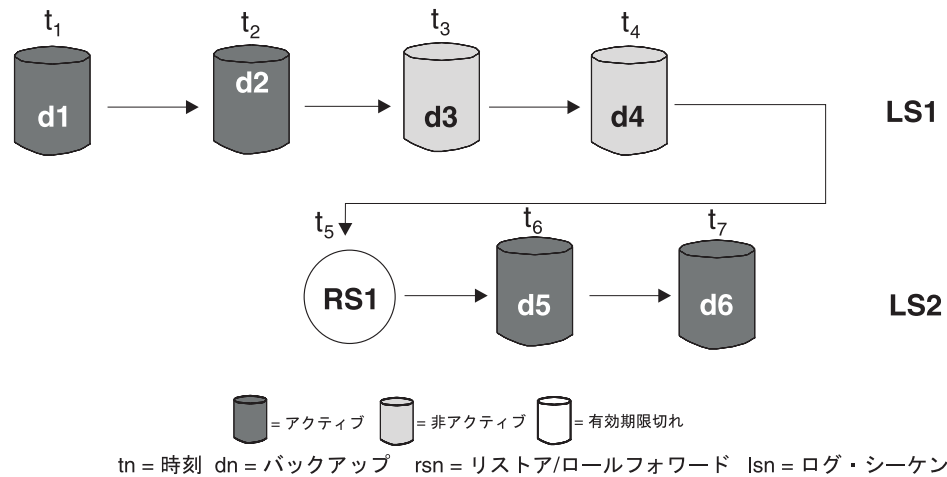 t1 t2 t3 t4
d1 d2 d3 d4 LS1
t5 t6 t7
RS1 d5 d6 LS2
= アクティブ = 非アクティブ = 有効期限切れ
tn = 時刻 dn = バックアップ rsn = リストア/ロールフォワード lsn = ログ・シーケン